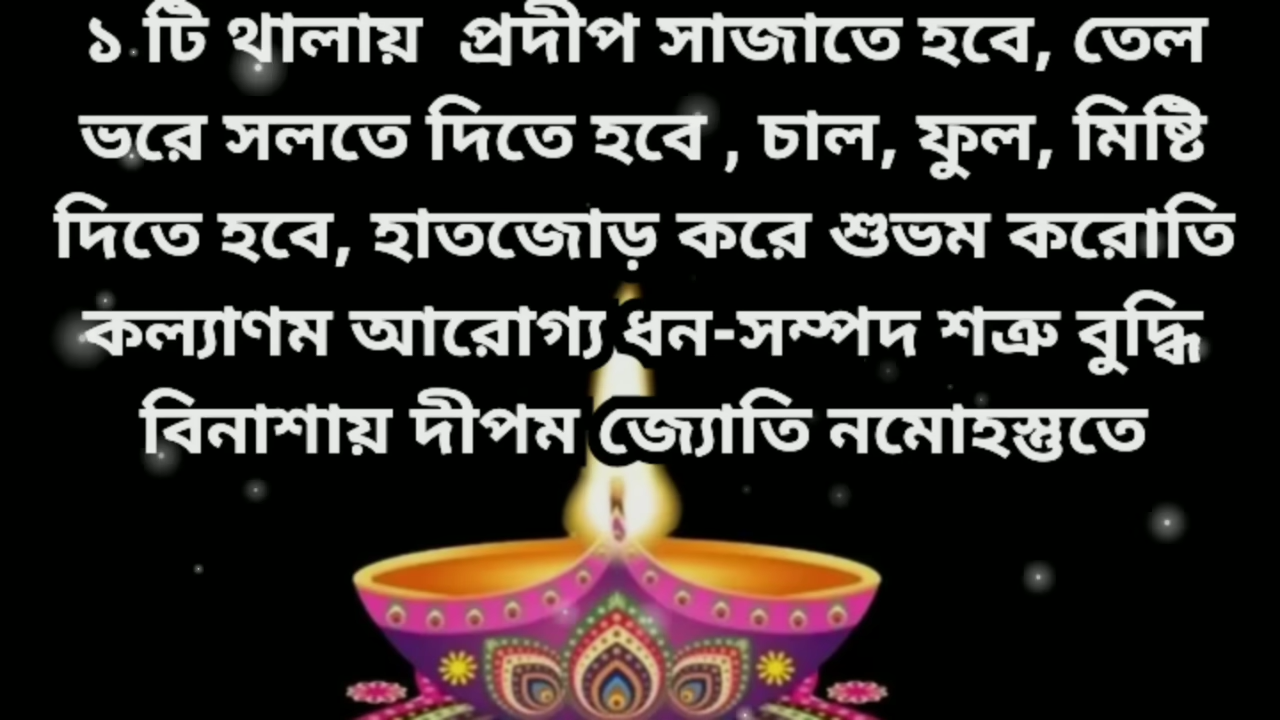 ১ টি থালায় প্রদীপ সাজাতে হবে, তেল
ভরে সলতে দিতে হবে , চাল, ফুল, মিষ্টি
দিতে হবে, হাতজোড় করে শুভম করোতি
কল্যাণম আরোগ্য ধন-সম্পদ শত্রু বুদ্ধি
বিনাশায় দীপম জ্যোতি নমোহস্তুতে